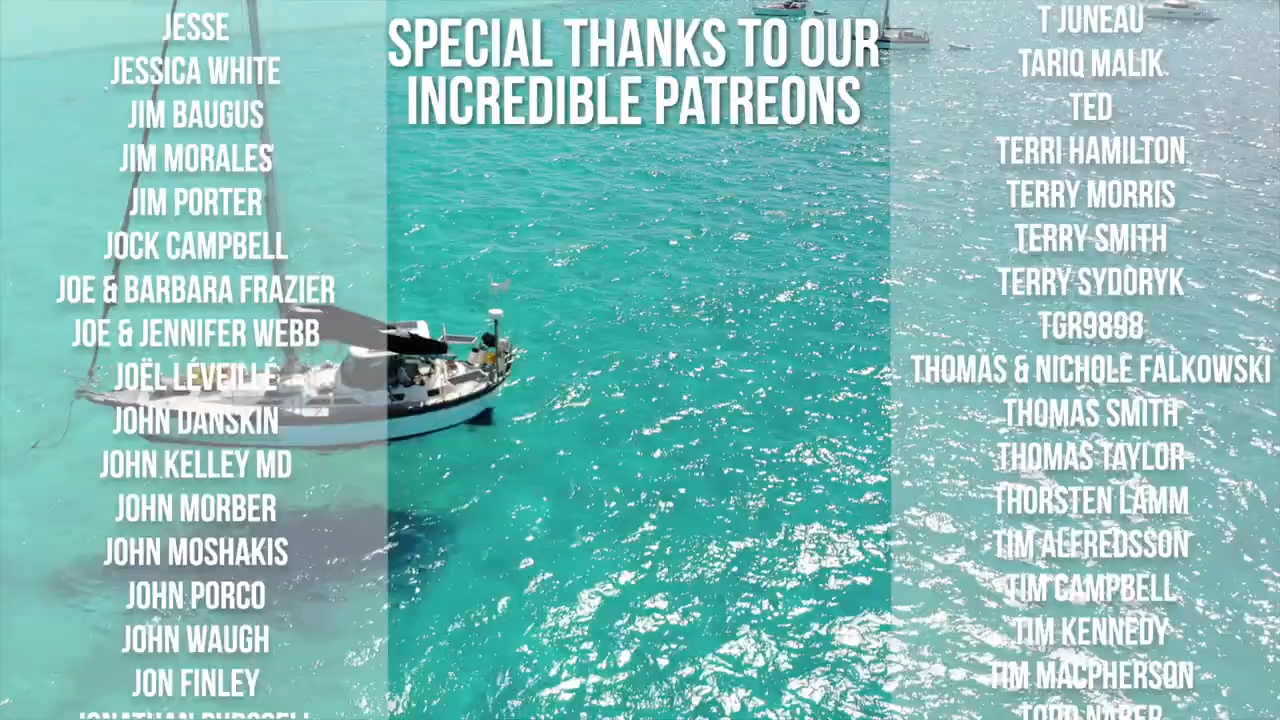 SPECIAL THANKS TO OUR
INCREDIBLE PATREONS
JESSE
JESSICA WHITE
JIM BAUGUS
JIM MORALES
JIM PORTER
JOCK CAMPBELL
JOE & BARBARA FRAZIER
JOE & JENNIFER WEBB
JOËL LÉVEILLÉ
JOHN DANSKIN
JOHN KELLEY MD
JOHN MORBER
JOHN MOSHAKIS
JOHN PORCO
JOHN WAUGH
JON FINLEY
JONATHAN
T JUNEAU
TARIQ MALIK
TED
TERRI HAMILTON
TERRY MORRIS
TERRY SMITH
TERRY SYDORYK
TGR9898
THOMAS & NICHOLE FALKOWSKI
THOMAS SMITH
THOMAS TAYLOR
THORSTEN LAMM
TIM ALFREDSSON
TIM CAMPBELL
TIM KENNEDY
TIM MACPHERSON
TODD